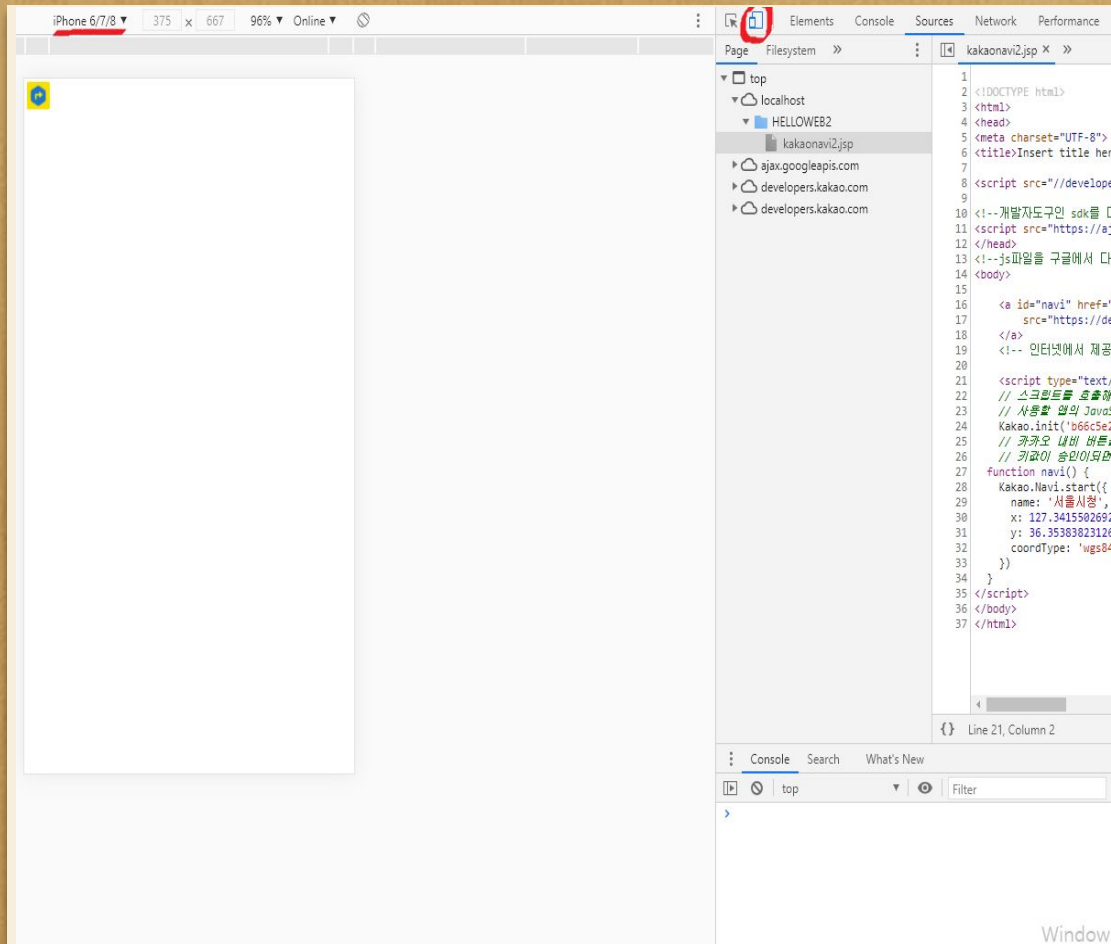 iPhone 6/7/8 ▼ 375 x 667 96% ▼ Online ▼
Elements Console Sources Network Performance
Page Filesystem »
kakaonavi2.jsp × »
top
localhost
HELLOWEB2
kakaonavi2.jsp
ajax.googleapis.com
developers.kakao.com
developers.kakao.com
1
2 <!DOCTYPE html>
3 <html>
4 <head>
5 <meta charset="UTF-8">
6 <title>Insert title her
7
8 <script src="//develope
9
10 <!--개발자도구인 sdk를
11 <script src="https://aj
12 </head>
13 <!--js파일을 구글에서 다
14 <body>
15
16 <a id="navi" href="
17 src="https://de
18 </a>
19 <!-- 인터넷에서 제공
20
21 <script type="text/
22 // 스크립트를 호출해
23 // 사용할 앱의 JavaS
24 Kakao.init('b66c5e2
25 // 카카오 내비 버튼을
26 // 키값이 승인이되면
27 function navi() {
28 Kakao.Navi.start({
29 name: '서울시청',
30 x: 127.3415502692
31 y: 36.35383823126
32 coordType: 'wgs84
33 })
34 }
35 </script>
36 </body>
37 </html>
{} Line 21, Column 2
Console Search What's New
top ▼ Filter
>
Window